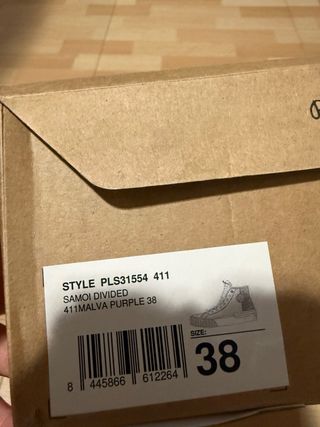 STYLE PLS31554 411
SAMOI DIVIDED
411MALVA PURPLE 38
SIZE:
38
8 445866 612264